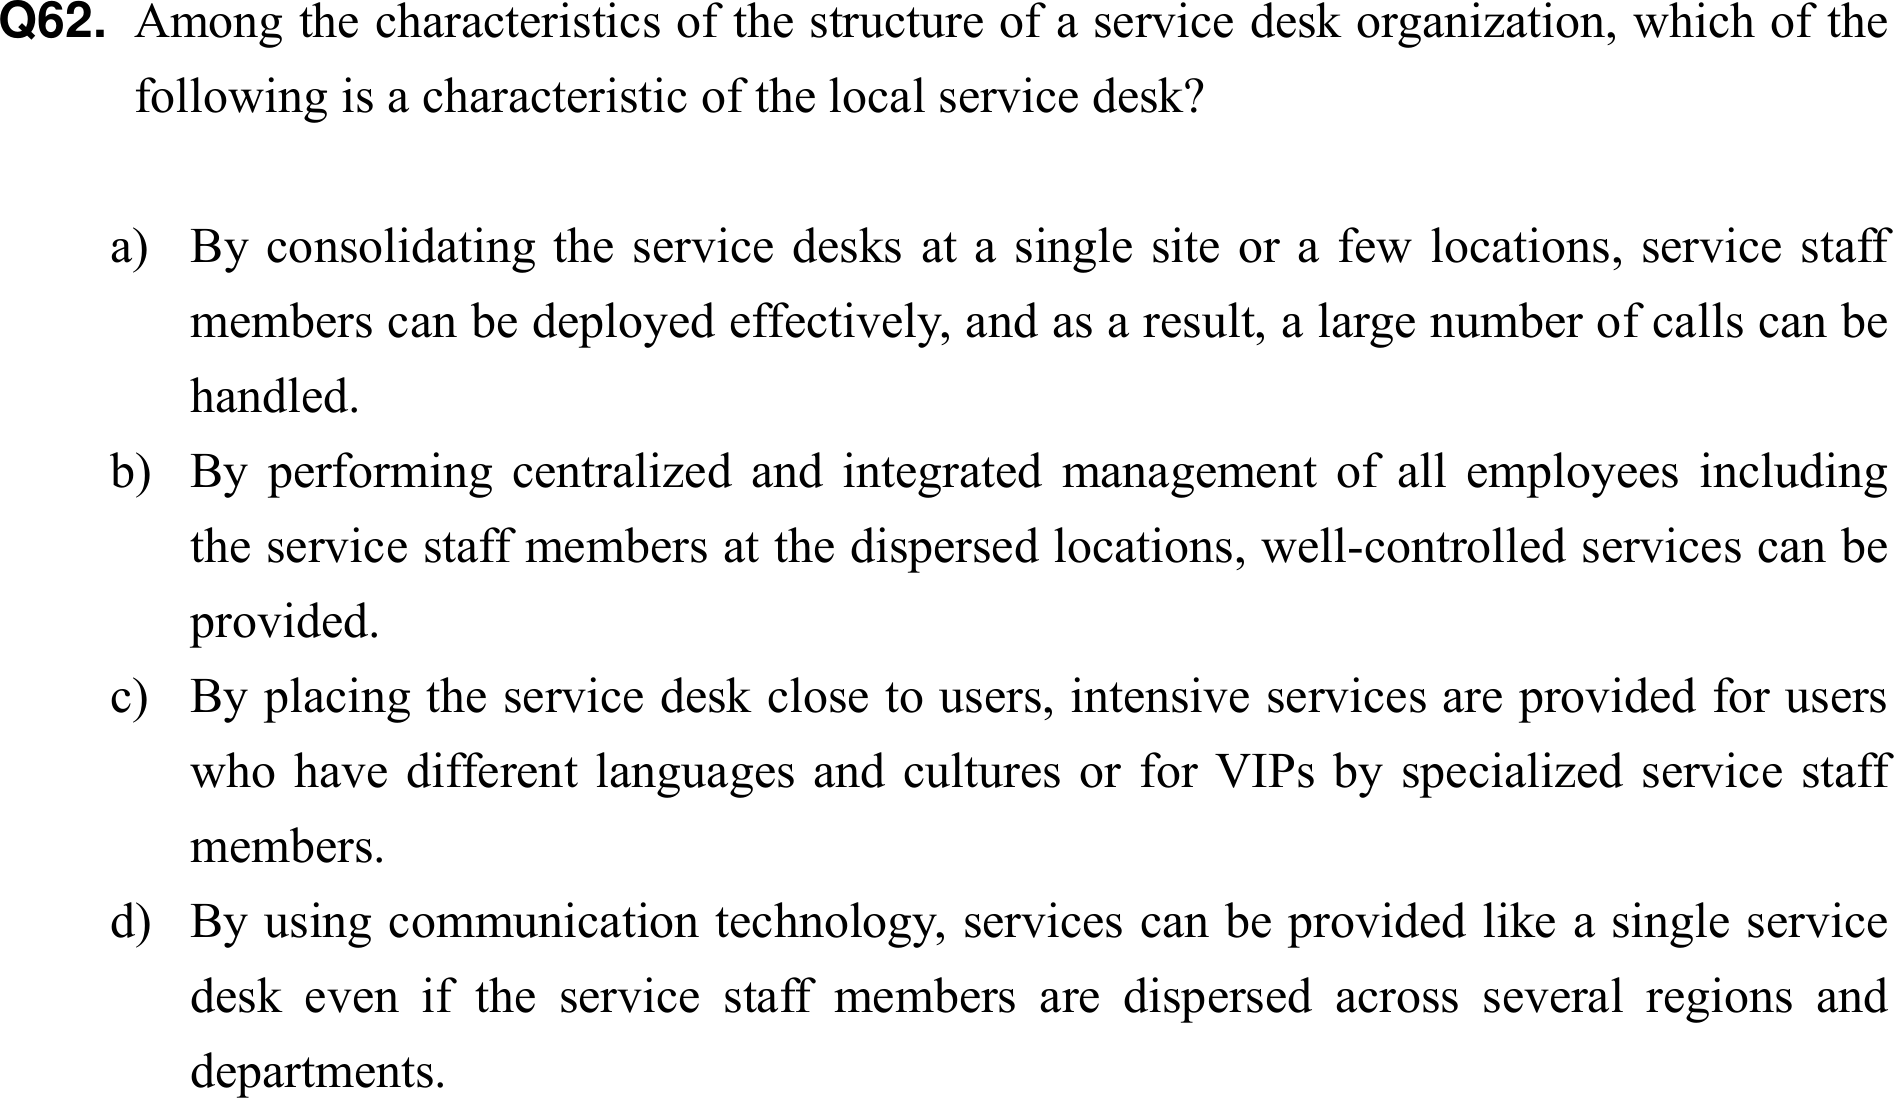 Q62. Among the characteristics of the structure of a service desk organization, which of the
following is a characteristic of the local service desk?
a) By consolidating the service desks at a single site or a few locations, service staff
members can be deployed effectively, and as a result, a large number of calls can be
handled.
b) By performing centralized and integrated management of all employees including
the service staff members at the dispersed locations, well-controlled services can be
provided.
c) By placing the service desk close to users, intensive services are provided for users
who have different languages and cultures or for VIPs by specialized service staff
members.
d) By using communication technology, services can be provided like a single service
desk even if the service staff members are dispersed across several regions and
departments.